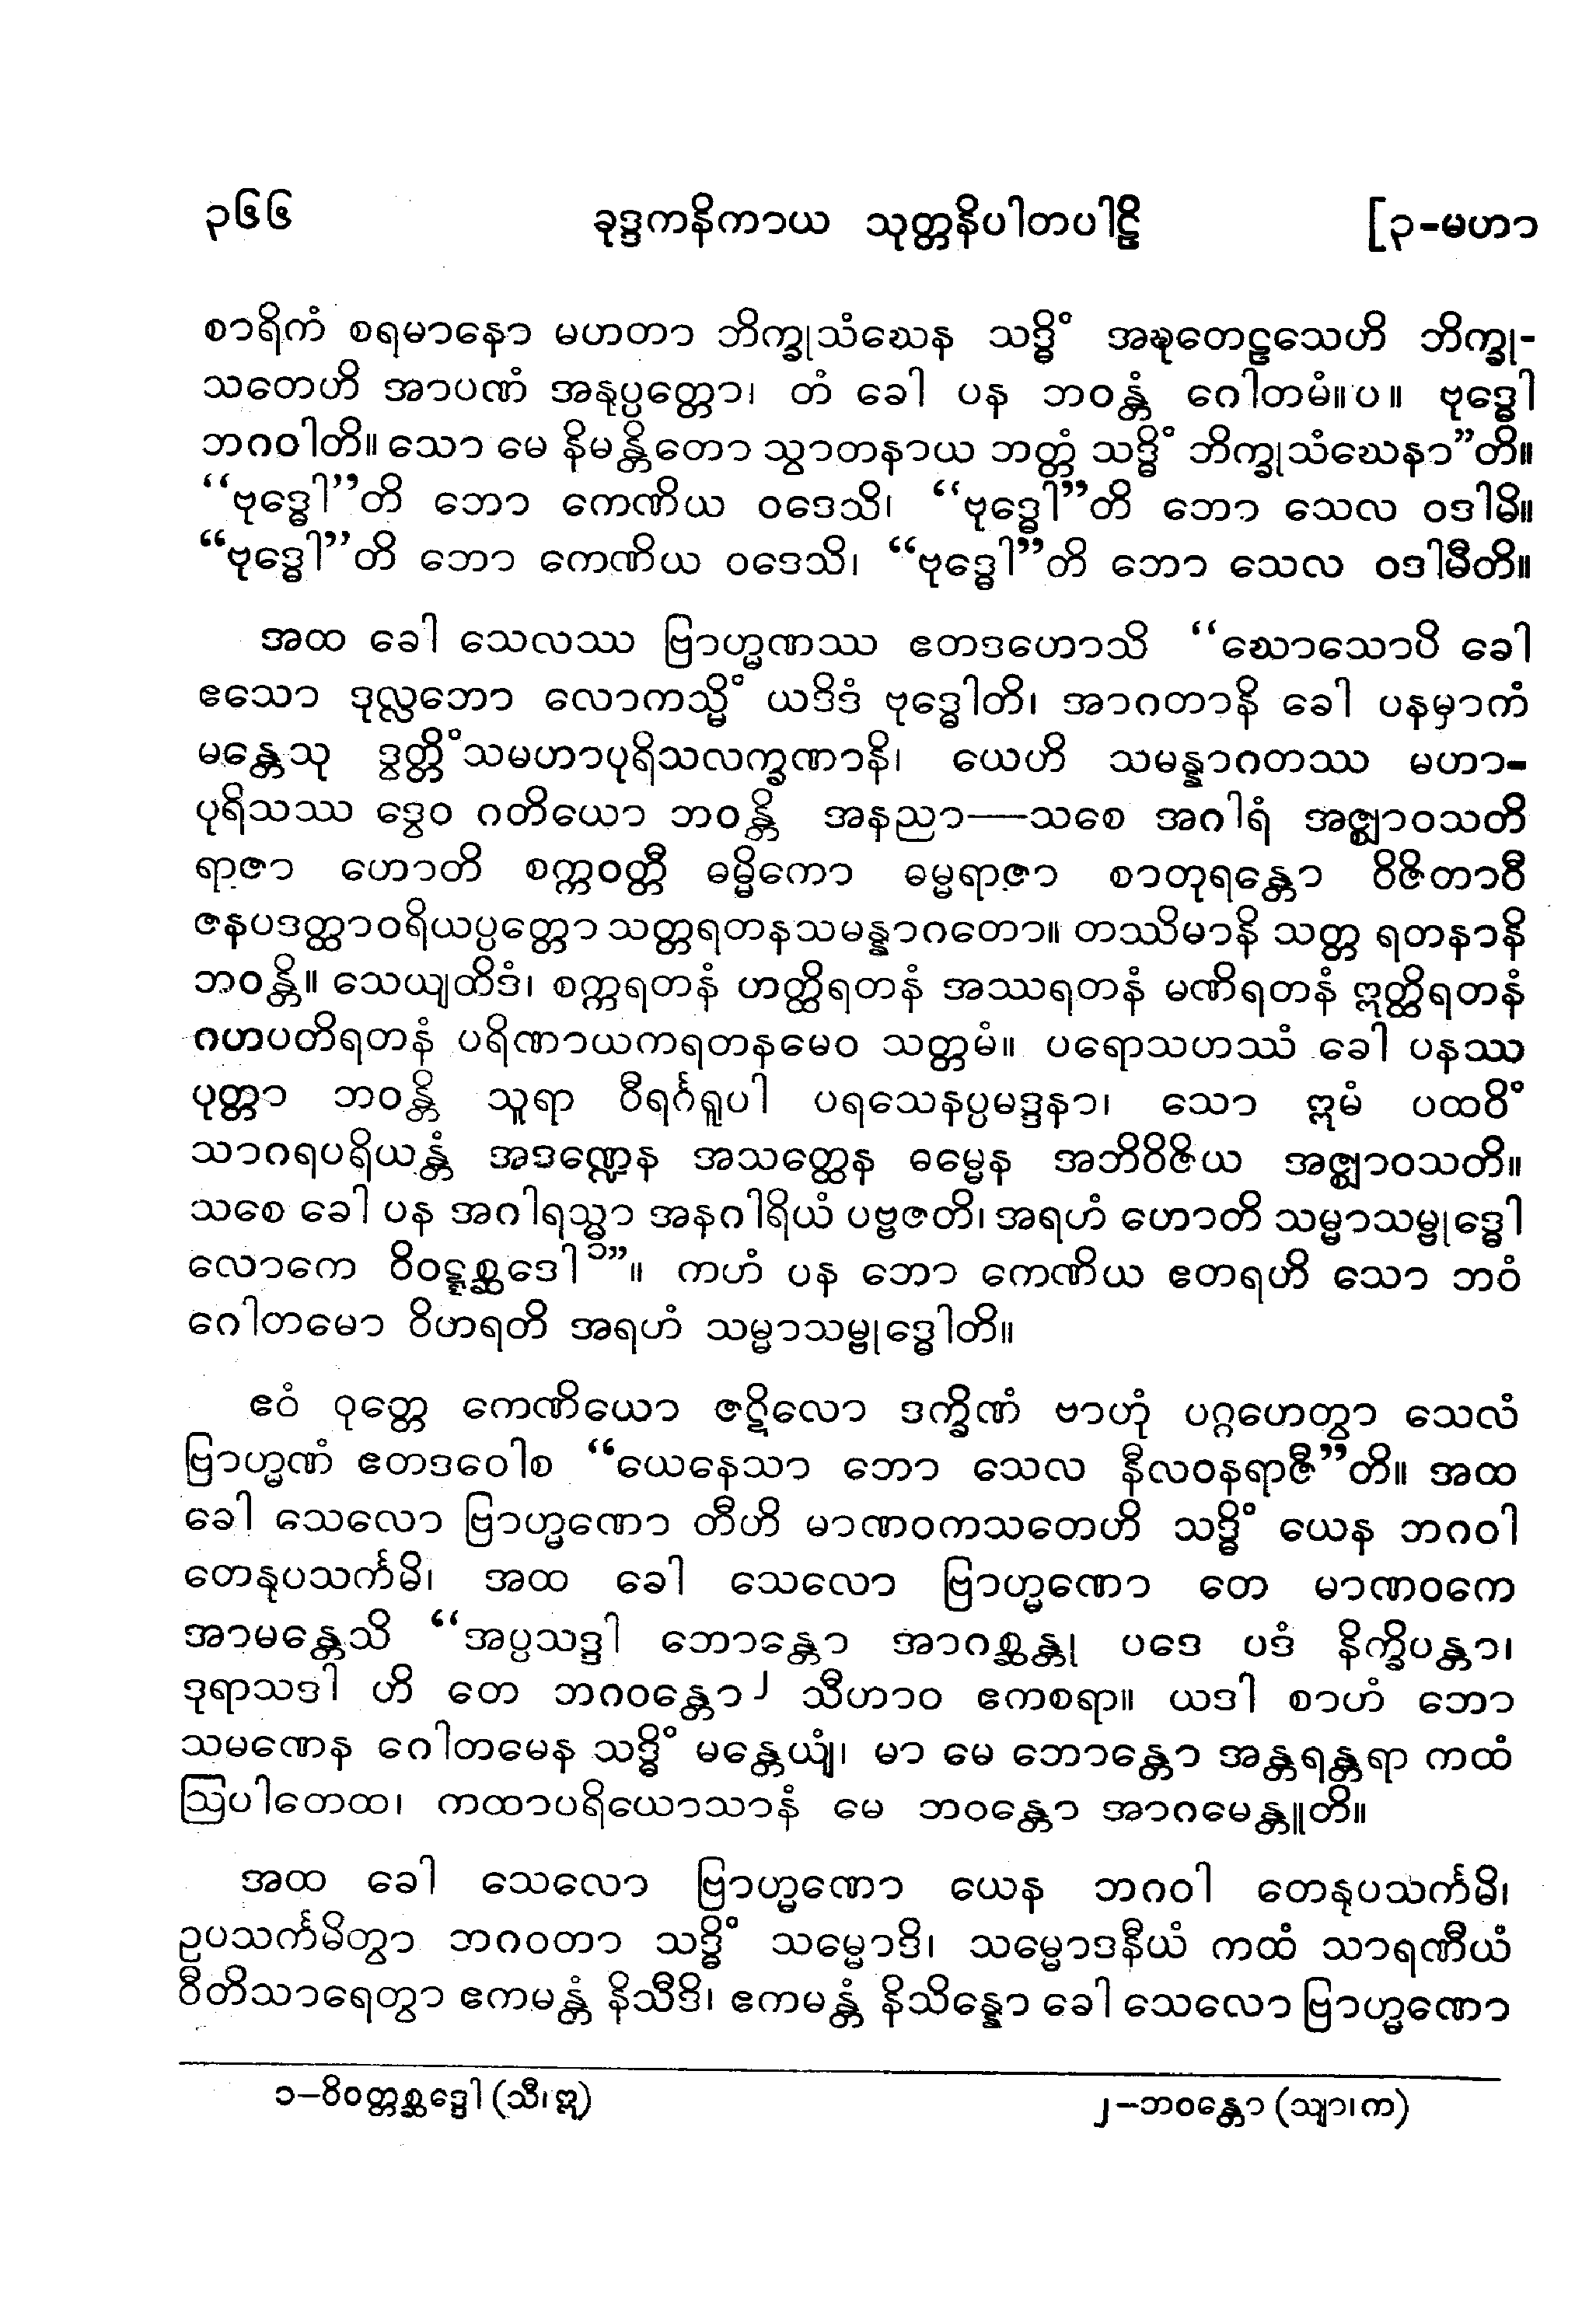 ၃၆၆ ခုဒ္ဒကနိကာယ သုတ္တနိပါတပါဠိ [၃-မဟာ
စာရိကံ စရမာနော မဟတာ ဘိက္ခုသံဃေန သဒ္ဓိံ အဍ္ဎတေဠသေဟိ ဘိက္ခု-
သတေဟိ အာပဏံ အနုပ္ပတ္တော၊ တံ ခေါ ပန ဘဝန္တံ ဂေါတမံ။ပ။ ဗုဒ္ဓေါ
ဘဂဝါတိ။ သော မေ နိမန္တိတော သွာတနာယ ဘတ္တံ သဒ္ဓိံ ဘိက္ခုသံဃေနာ”တိ။
“ဗုဒ္ဓေါ”တိ ဘော ကေဏိယ ဝဒေသိ၊ “ဗုဒ္ဓေါ”တိ ဘော သေလ ဝဒါမိ။
“ဗုဒ္ဓေါ”တိ ဘော ကေဏိယ ဝဒေသိ၊ “ဗုဒ္ဓေါ”တိ ဘော သေလ ဝဒါမီတိ။
အထ ခေါ သေလဿ ဗြာဟ္မဏဿ ဧတဒဟောသိ “ဃောသောပိ ခေါ
ဧသော ဒုလ္လဘော လောကသ္မိံ ယဒိဒံ ဗုဒ္ဓေါတိ၊ အာဂတာနိ ခေါ ပနမှာကံ
မန္တေသု ဒွတ္တိံသမဟာပုရိသလက္ခဏာနိ၊ ယေဟိ သမန္နာဂတဿ မဟာ-
ပုရိသဿ ဒွေဝ ဂတိယော ဘဝန္တိ အနညာ—သစေ အဂါရံ အဇ္ဈာဝသတိ
ရာဇာ ဟောတိ စက္ကဝတ္တီ ဓမ္မိကော ဓမ္မရာဇာ စာတုရန္တော ဝိဇိတာဝီ
ဇနပဒတ္ထာဝရိယပ္ပတ္တော သတ္တရတနသမန္နာဂတော။ တဿိမာနိ သတ္တ ရတနာနိ
ဘဝန္တိ။ သေယျထိဒံ၊ စက္ကရတနံ ဟတ္ထိရတနံ အဿရတနံ မဏိရတနံ ဣတ္ထိရတနံ
ဂဟပတိရတနံ ပရိဏာယကရတနမေဝ သတ္တမံ။ ပရောသဟဿံ ခေါ ပနဿ
ပုတ္တာ ဘဝန္တိ သူရာ ဝီရင်္ဂရူပါ ပရသေနပ္ပမဒ္ဒနာ၊ သော ဣမံ ပထဝိံ
သာဂရပရိယန္တံ အဒဏ္ဍေန အသတ္ထေန ဓမ္မေန အဘိဝိဇိယ အဇ္ဈာဝသတိ။
သစေ ခေါ ပန အဂါရသ္မာ အနဂါရိယံ ပဗ္ဗဇတိ၊ အရဟံ ဟောတိ သမ္မာသမ္ဗုဒ္ဓေါ
လောကေ ဝိဝဋ္ဋစ္ဆဒေါ၁”။ ကဟံ ပန ဘော ကေဏိယ ဧတရဟိ သော ဘဝံ
ဂေါတမော ဝိဟရတိ အရဟံ သမ္မာသမ္ဗုဒ္ဓေါတိ။
ဧဝံ ဝုတ္တေ ကေဏိယော ဇဋိလော ဒက္ခိဏံ ဗာဟုံ ပဂ္ဂဟေတွာ သေလံ
ဗြာဟ္မဏံ ဧတဒဝေါစ “ယေနေသာ ဘော သေလ နီလဝနရာဇီ”တိ။ အထ
ခေါ သေလော ဗြာဟ္မဏော တီဟိ မာဏဝကသတေဟိ သဒ္ဓိံ ယေန ဘဂဝါ
တေနုပသင်္ကမိ၊ အထ ခေါ သေလော ဗြာဟ္မဏော တေ မာဏဝကေ
အာမန္တေသိ “အပ္ပသဒ္ဒါ ဘောန္တော အာဂစ္ဆန္တု ပဒေ ပဒံ နိက္ခိပန္တာ၊
ဒုရာသဒါ ဟိ တေ ဘဂဝန္တော၂ သီဟာဝ ဧကစရာ။ ယဒါ စာဟံ ဘော
သမဏေန ဂေါတမေန သဒ္ဓိံ မန္တေယျံ၊ မာ မေ ဘောန္တော အန္တရန္တရာ ကထံ
ဩပါတေထ၊ ကထာပရိယောသာနံ မေ ဘဝန္တော အာဂမေန္တူတိ။
အထ ခေါ သေလော ဗြာဟ္မဏော ယေန ဘဂဝါ တေနုပသင်္ကမိ၊
ဥပသင်္ကမိတွာ ဘဂဝတာ သဒ္ဓိံ သမ္မောဒိ၊ သမ္မောဒနီယံ ကထံ သာရဏီယံ
ဝီတိသာရေတွာ ဧကမန္တံ နိသီဒိ၊ ဧကမန္တံ နိသိန္နော ခေါ သေလော ဗြာဟ္မဏော
၁-ဝိဝတ္တစ္ဆဒ္ဒေါ (သီ၊ ဣ) ၂-ဘဝန္တော (သျာ၊ က)